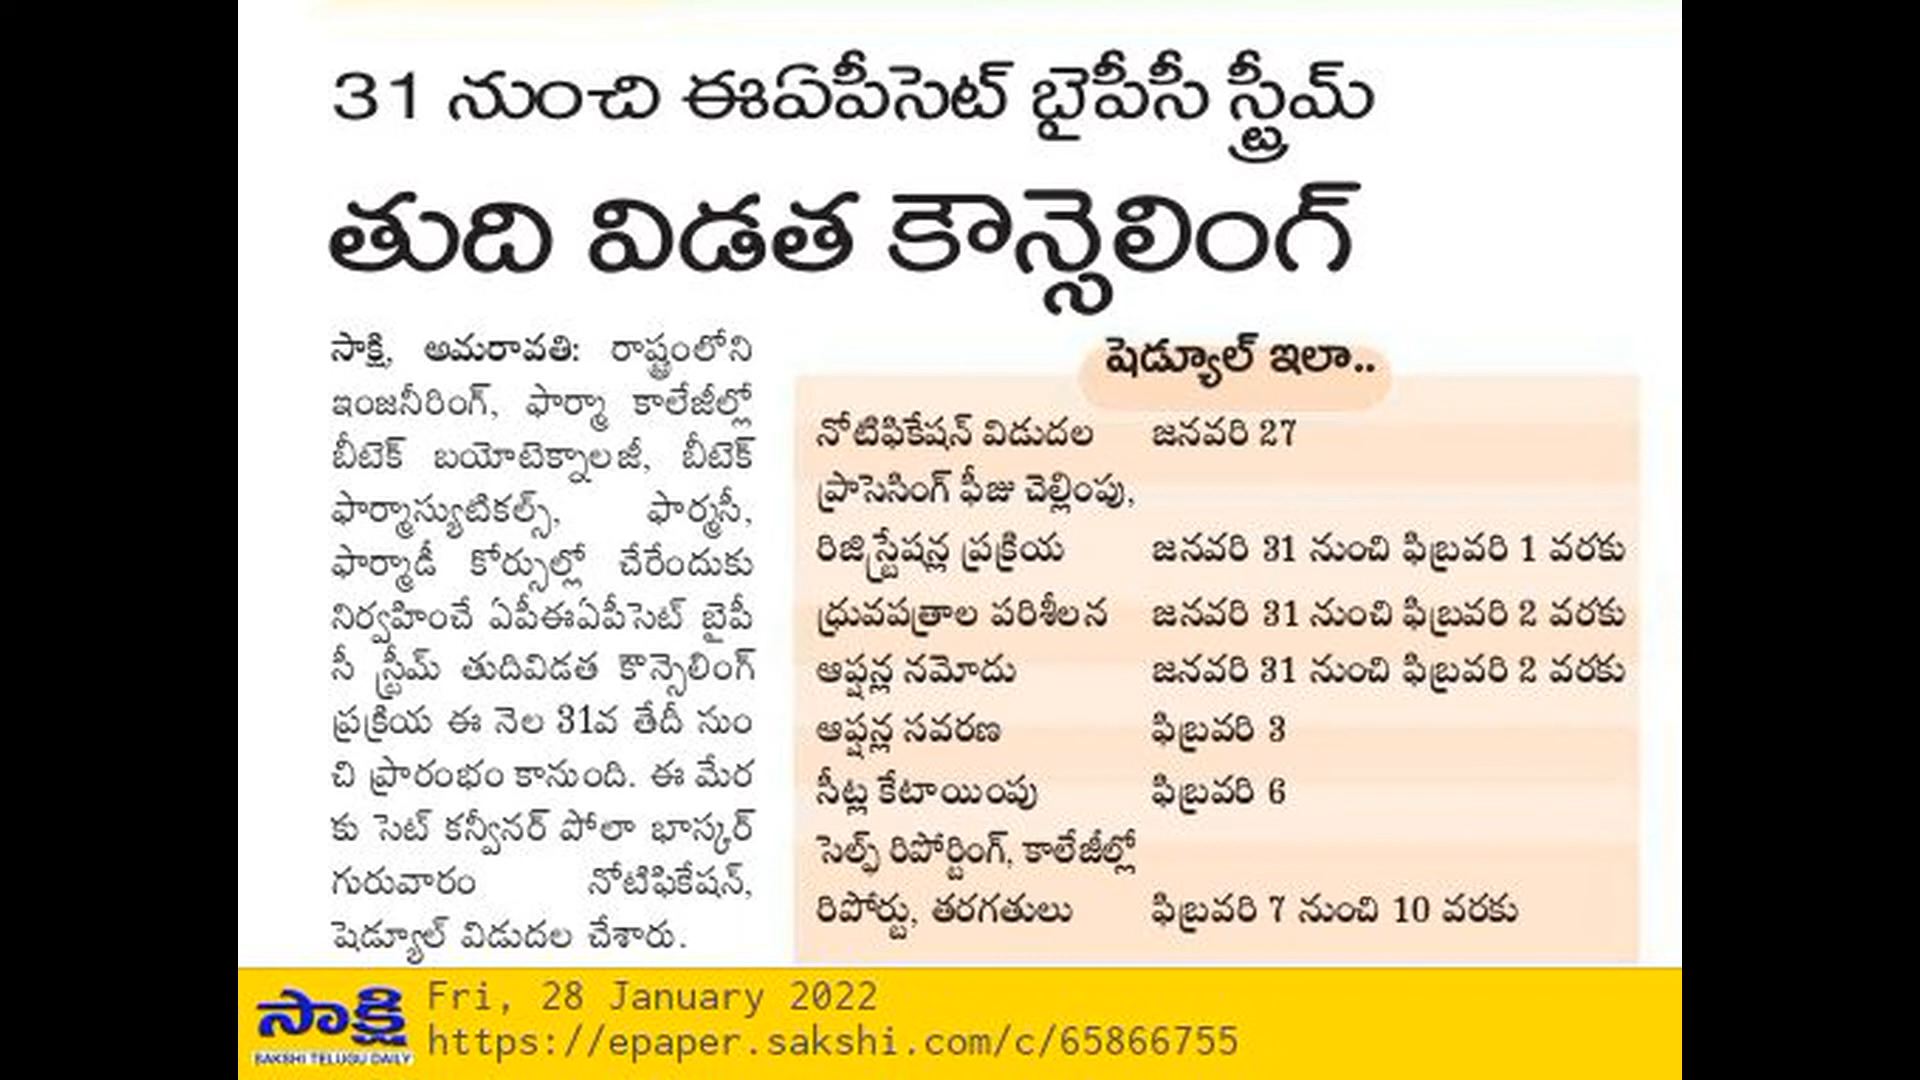 31 నుంచి ఈఏపీసెట్ బైపీసీ స్ట్రీమ్
తుది విడత కౌన్సెలింగ్
సాక్షి, అమరావతి: రాష్ట్రంలోని
ఇంజనీరింగ్, ఫార్మా కాలేజీల్లో
బీటెక్ బయోటెక్నాలజీ, బీటెక్
ఫార్మాస్యుటికల్స్, ఫార్మసీ,
ఫార్మాడీ కోర్సుల్లో చేరేందుకు
నిర్వహించే ఏపీఈఏపీసెట్ బైపీ
సీ స్ట్రీమ్ తుదివిడత కౌన్సెలింగ్
ప్రక్రియ ఈ నెల 31వ తేదీ నుం
చి ప్రారంభం కానుంది. ఈ మేర
కు సెట్ కన్వీనర్ పోలా భాస్కర్
గురువారం నోటిఫికేషన్,
షెడ్యూల్ విడుదల చేశారు.
షెడ్యూల్ ఇలా..
నోటిఫికేషన్ విడుదల జనవరి 27
ప్రాసెసింగ్ ఫీజు చెల్లింపు,
రిజిస్ట్రేషన్ల ప్రక్రియ జనవరి 31 నుంచి ఫిబ్రవరి 1 వరకు
ధ్రువపత్రాల పరిశీలన జనవరి 31 నుంచి ఫిబ్రవరి 2 వరకు
ఆప్షన్ల నమోదు జనవరి 31 నుంచి ఫిబ్రవరి 2 వరకు
ఆప్షన్ల సవరణ ఫిబ్రవరి 3
సీట్ల కేటాయింపు ఫిబ్రవరి 6
సెల్ఫ్ రిపోర్టింగ్, కాలేజీల్లో
రిపోర్టు, తరగతులు ఫిబ్రవరి 7 నుంచి 10 వరకు
సాక్షి
SAKSHI TELUGU DAILY
Fri, 28 January 2022
https://epaper.sakshi.com/c/65866755